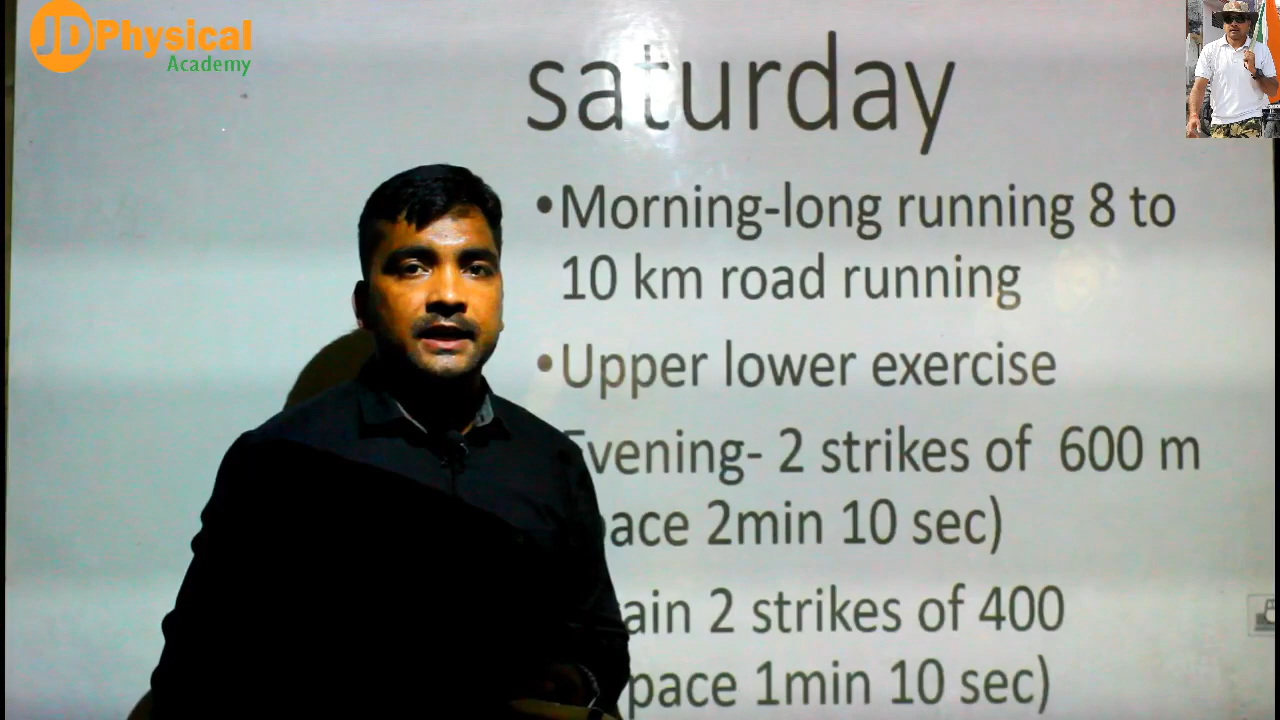 JD Physical
Academy
saturday
•Morning-long running 8 to
10 km road running
•Upper lower exercise
2 strikes of 600 m
2min 10 sec)
2 strikes of 400
pace 1min 10 sec)